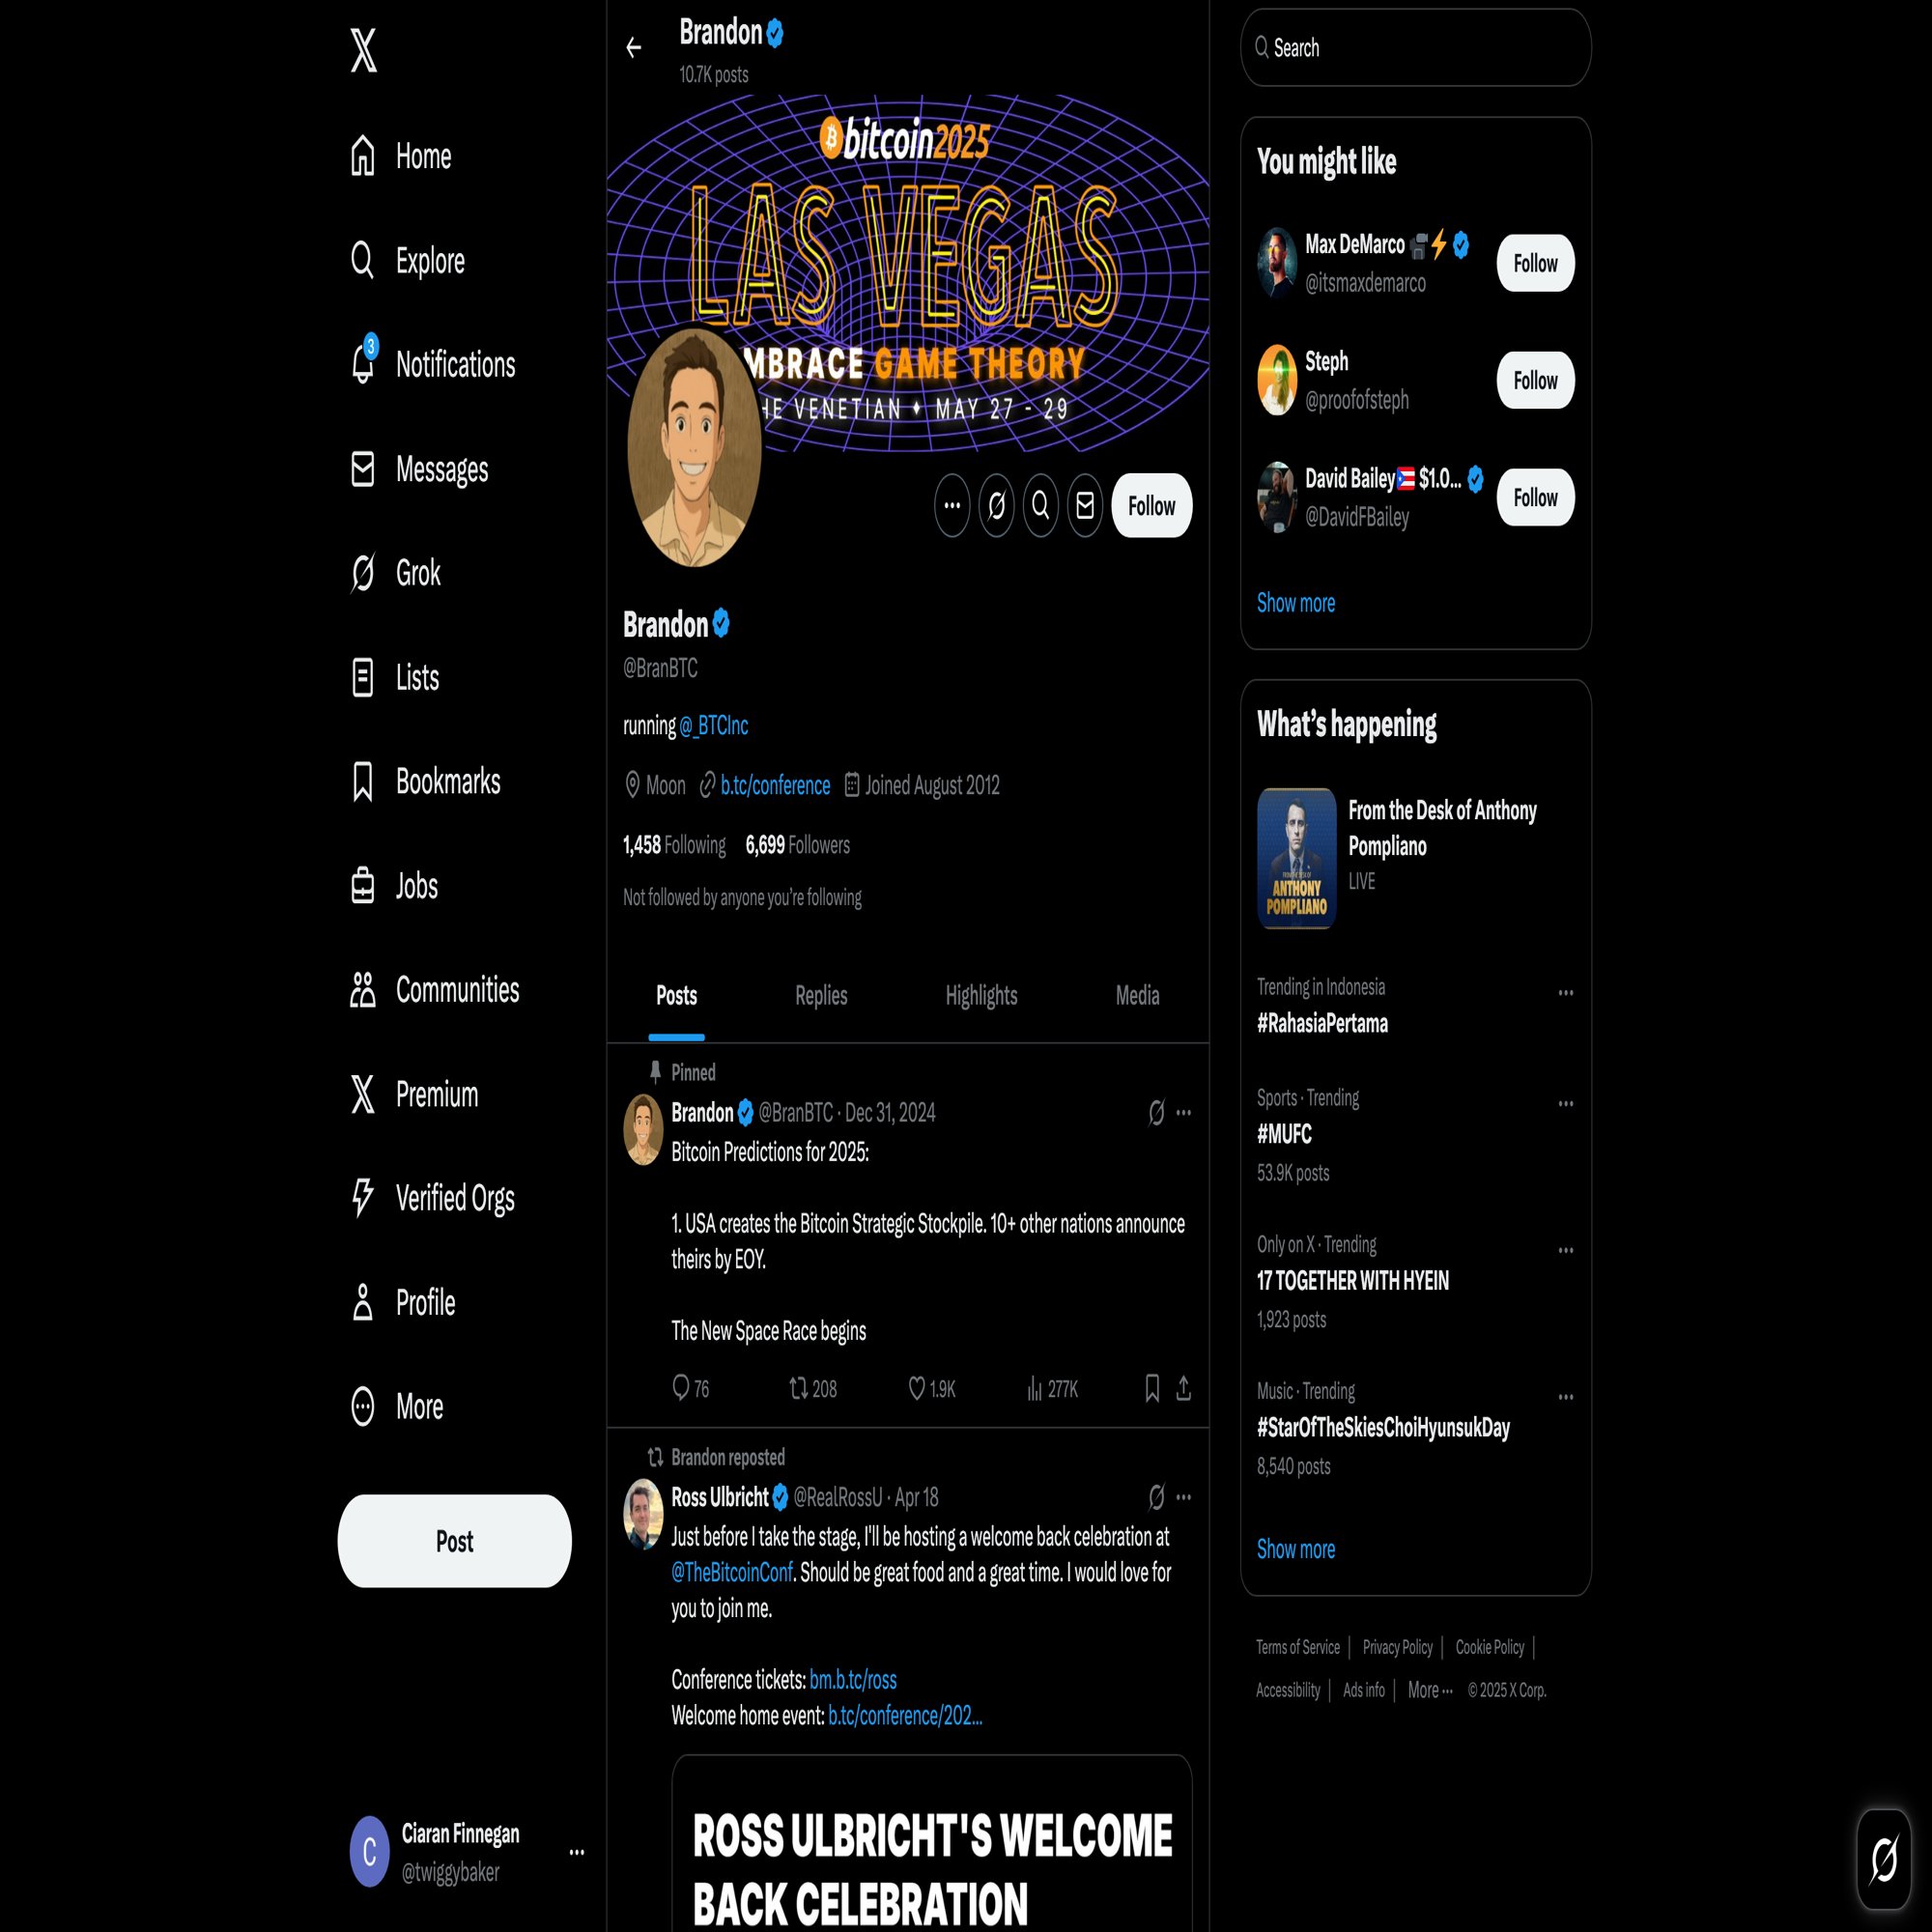 Home
Explore
3
Notifications
Messages
Grok
Lists
Bookmarks
Jobs
Communities
Premium
Verified Orgs
Profile
More
Post
C
Ciaran Finnegan
@twiggybaker
Brandon
10.7K posts
bitcoin2025
LAS VEGAS
MBRACE GAME THEORY
HE VENETIAN ♦ MAY 27 - 29
Follow
Brandon
@BranBTC
running @_BTCInc
Moon b.tc/conference Joined August 2012
1,458 Following 6,699 Followers
Not followed by anyone you're following
Posts Replies Highlights Media
Pinned
Brandon @BranBTC · Dec 31, 2024
Bitcoin Predictions for 2025:
1. USA creates the Bitcoin Strategic Stockpile. 10+ other nations announce
theirs by EOY.
The New Space Race begins
76 208 1.9K 277K
Brandon reposted
Ross Ulbricht @RealRossU · Apr 18
Just before I take the stage, I'll be hosting a welcome back celebration at
@TheBitcoinConf. Should be great food and a great time. I would love for
you to join me.
Conference tickets: bm.b.tc/ross
Welcome home event: b.tc/conference/202...
ROSS ULBRICHT'S WELCOME
BACK CELEBRATION
Search
You might like
Max DeMarco
@itsmaxdemarco
Follow
Steph
@proofofsteph
Follow
David Bailey🇵🇷 $1.0...
@DavidFBailey
Follow
Show more
What's happening
ANTHONY
POMPLIANO
From the Desk of Anthony
Pompliano
LIVE
Trending in Indonesia
#RahasiaPertama
Sports · Trending
#MUFC
53.9K posts
Only on X · Trending
17 TOGETHER WITH HYEIN
1,923 posts
Music · Trending
#StarOfTheSkiesChoiHyunsukDay
8,540 posts
Show more
Terms of Service | Privacy Policy | Cookie Policy |
Accessibility | Ads info | More ··· © 2025 X Corp.